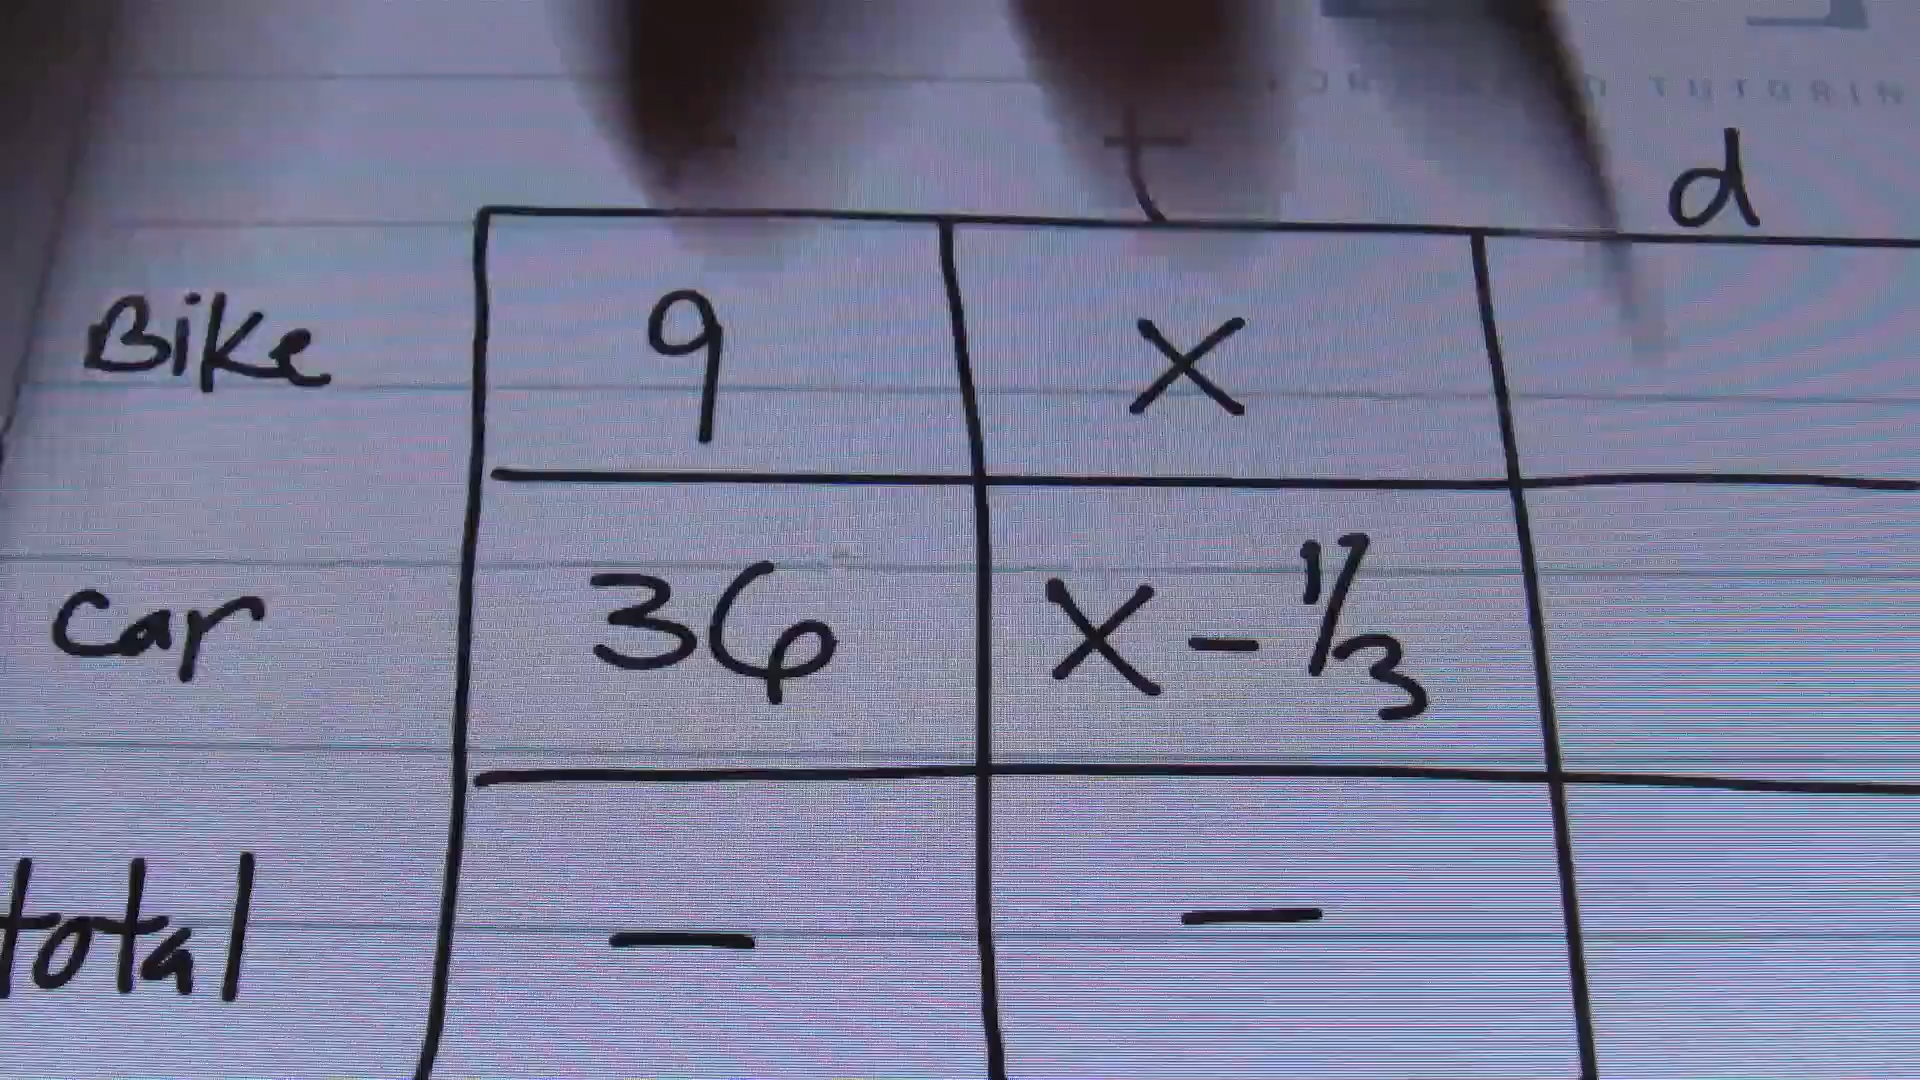 t d
Bike 9 x
Car 36 x - 1/3
total — —